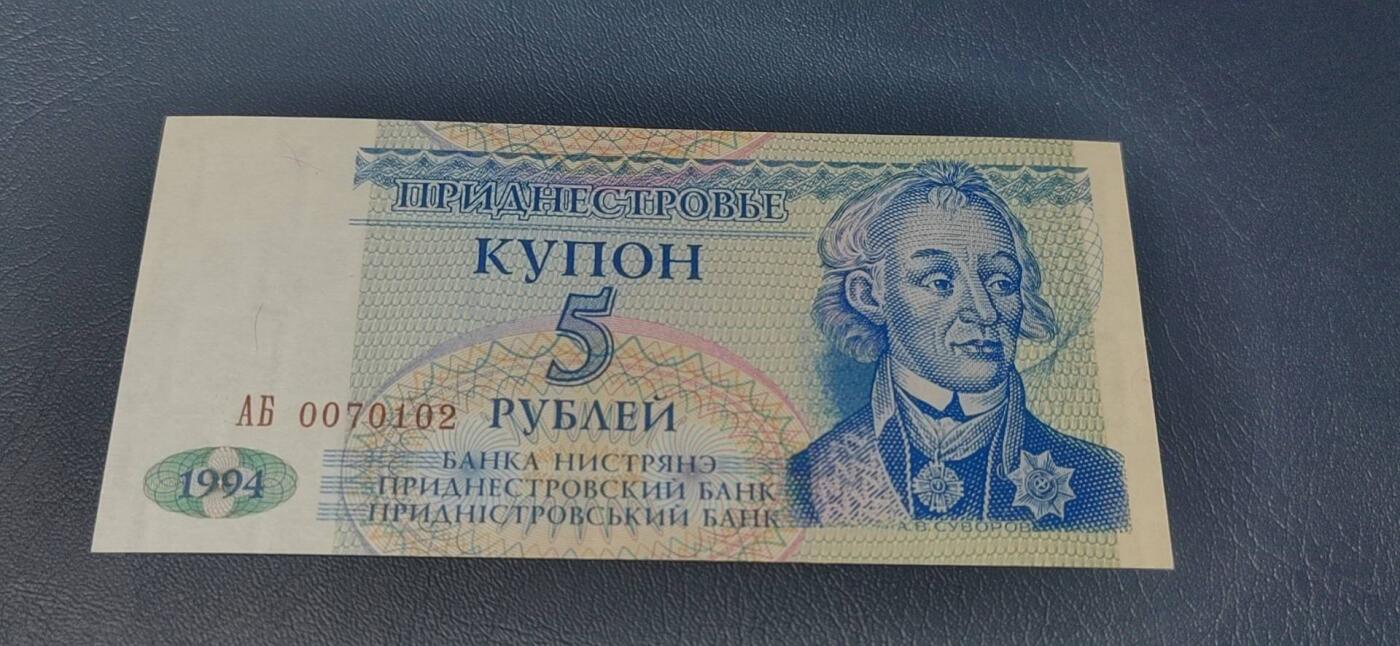 ПРИДНЕСТРОВЬЕ
КУПОН
5
РУБЛЕЙ
АБ 0070102
1994
БАНКА НИСТРЯНЭ
ПРИДНЕСТРОВСКИЙ БАНК
ПРИДНІСТРОВСЬКИЙ БАНК
А.В.СУВОРОВ